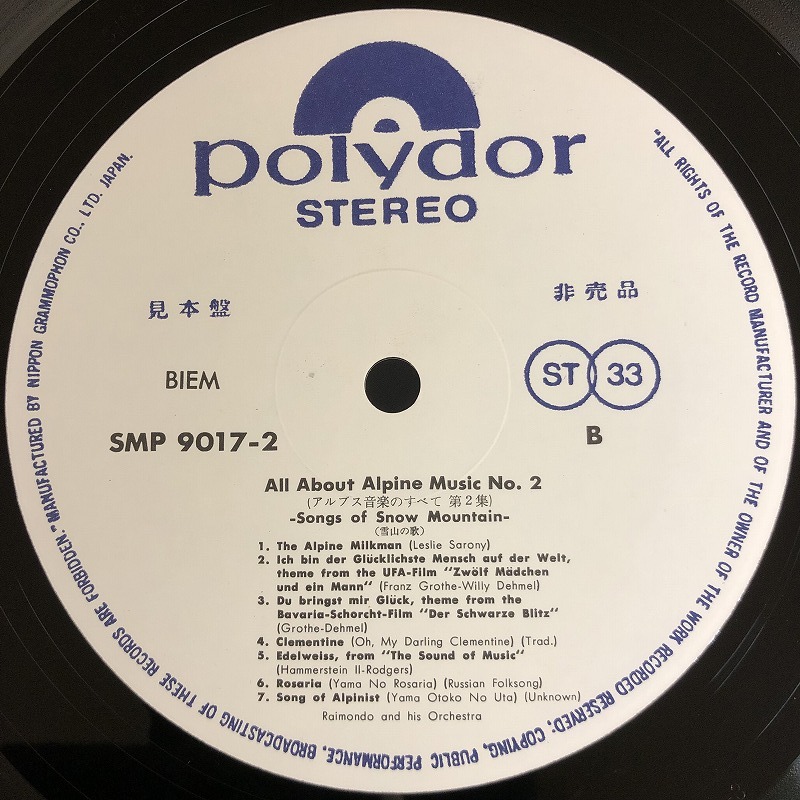 polydor
STEREO
見本盤
非売品
BIEM
ST 33
SMP 9017-2
B
All About Alpine Music No. 2
(アルプス音楽のすべて 第2集)
-Songs of Snow Mountain-
(雪山の歌)
1. The Alpine Milkman (Leslie Sarony)
2. Ich bin der Glücklichste Mensch auf der Welt,
theme from the UFA-Film "Zwölf Mädchen
und ein Mann" (Franz Grothe-Willy Dehmel)
3. Du bringst mir Glück, theme from the
Bavaria-Schorcht-Film "Der Schwarze Blitz"
(Grothe-Dehmel)
4. Clementine (Oh, My Darling Clementine) (Trad.)
5. Edelweiss, from "The Sound of Music"
(Hammerstein II-Rodgers)
6. Rosaria (Yama No Rosaria) (Russian Folksong)
7. Song of Alpinist (Yama Otoko No Uta) (Unknown)
Raimondo and his Orchestra
"ALL RIGHTS OF THE RECORD MANUFACTURER AND OF THE OWNER OF THE WORK RECORDED RESERVED; COPYING, PUBLIC PERFORMANCE, BROADCASTING OF THESE RECORDS ARE FORBIDDEN." MANUFACTURED BY NIPPON GRAMMOPHON CO., LTD. JAPAN.